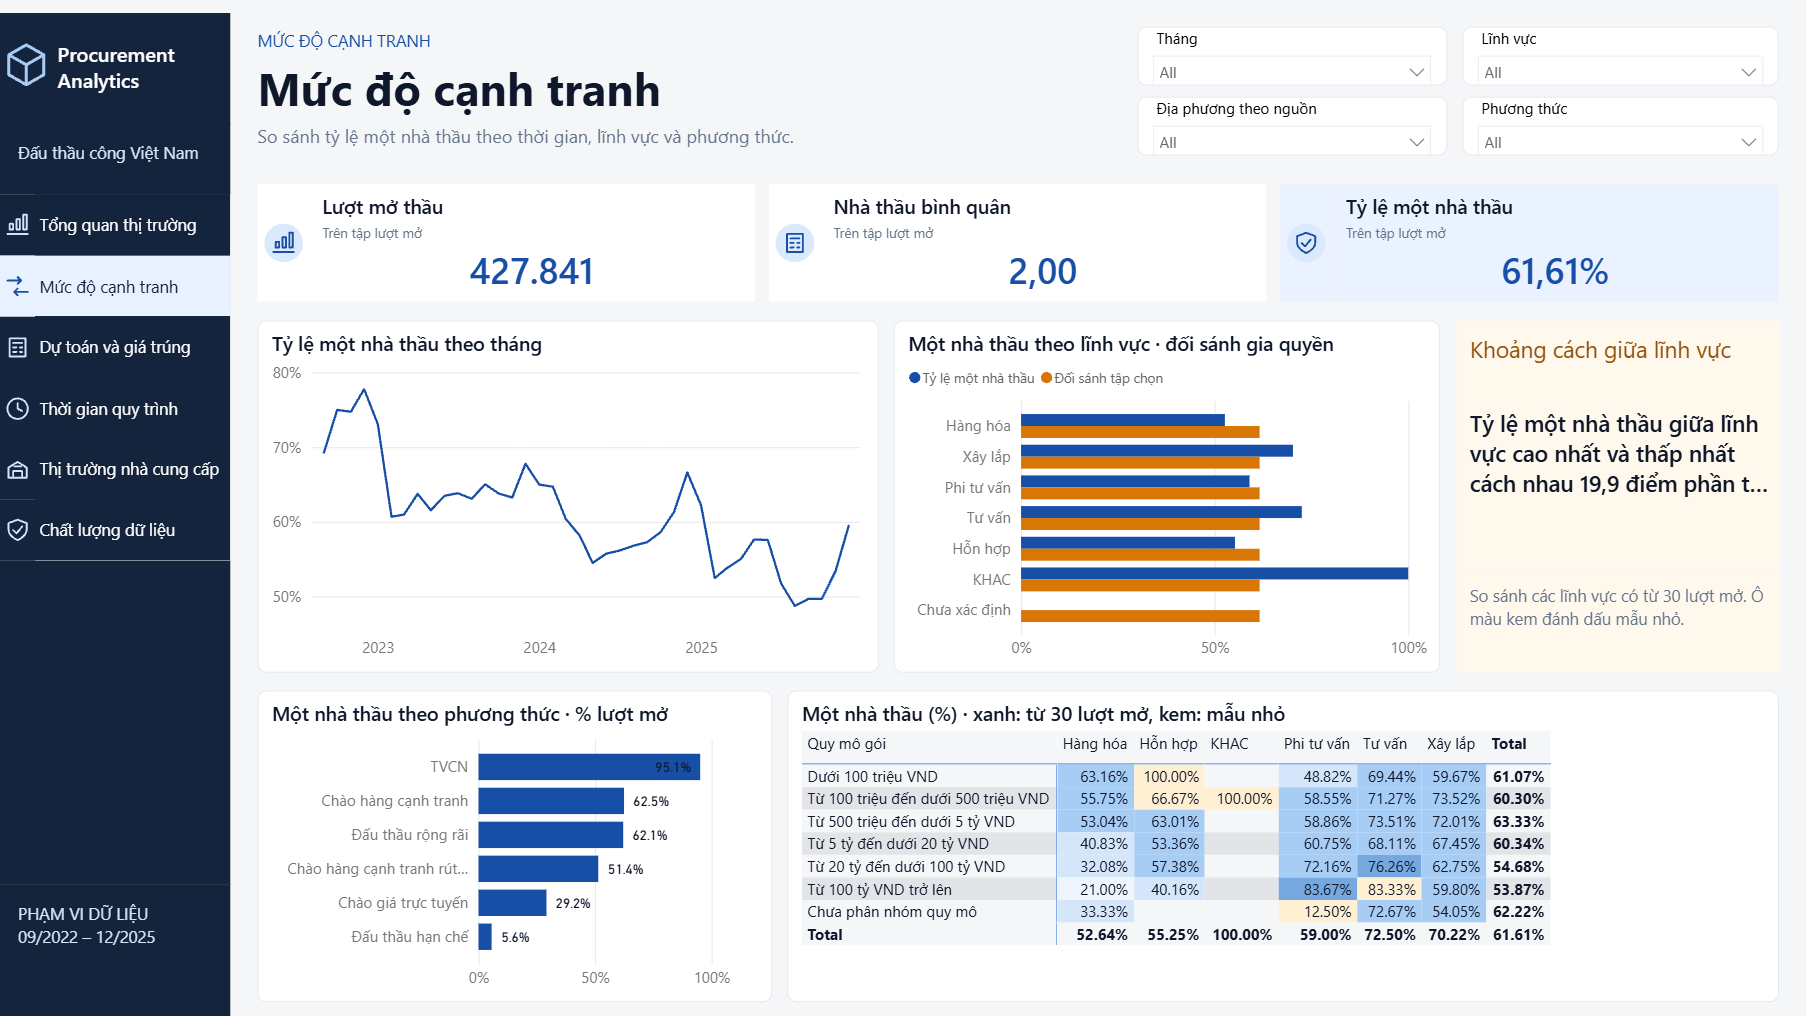 Procurement
Analytics
Đấu thầu công Việt Nam
Tổng quan thị trường
Mức độ cạnh tranh
Dự toán và giá trúng
Thời gian quy trình
Thị trường nhà cung cấp
Chất lượng dữ liệu
PHẠM VI DỮ LIỆU
09/2022 – 12/2025
MỨC ĐỘ CẠNH TRANH
Mức độ cạnh tranh
So sánh tỷ lệ một nhà thầu theo thời gian, lĩnh vực và phương thức.
Tháng
All
Lĩnh vực
All
Địa phương theo nguồn
All
Phương thức
All
Lượt mở thầu
Trên tập lượt mở
427.841
Nhà thầu bình quân
Trên tập lượt mở
2,00
Tỷ lệ một nhà thầu
Trên tập lượt mở
61,61%
Tỷ lệ một nhà thầu theo tháng
80%
70%
60%
50%
2023 2024 2025
Một nhà thầu theo lĩnh vực · đối sánh gia quyền
Tỷ lệ một nhà thầu Đối sánh tập chọn
Hàng hóa
Xây lắp
Phi tư vấn
Tư vấn
Hỗn hợp
KHAC
Chưa xác định
0% 50% 100%
Khoảng cách giữa lĩnh vực
Tỷ lệ một nhà thầu giữa lĩnh
vực cao nhất và thấp nhất
cách nhau 19,9 điểm phần t...
So sánh các lĩnh vực có từ 30 lượt mở. Ô
màu kem đánh dấu mẫu nhỏ.
Một nhà thầu theo phương thức · % lượt mở
TVCN 95.1%
Chào hàng cạnh tranh 62.5%
Đấu thầu rộng rãi 62.1%
Chào hàng cạnh tranh rút... 51.4%
Chào giá trực tuyến 29.2%
Đấu thầu hạn chế 5.6%
0% 50% 100%
Một nhà thầu (%) · xanh: từ 30 lượt mở, kem: mẫu nhỏ
Quy mô gói Hàng hóa Hỗn hợp KHAC Phi tư vấn Tư vấn Xây lắp Total
Dưới 100 triệu VND 63.16% 100.00% 48.82% 69.44% 59.67% 61.07%
Từ 100 triệu đến dưới 500 triệu VND 55.75% 66.67% 100.00% 58.55% 71.27% 73.52% 60.30%
Từ 500 triệu đến dưới 5 tỷ VND 53.04% 63.01% 58.86% 73.51% 72.01% 63.33%
Từ 5 tỷ đến dưới 20 tỷ VND 40.83% 53.36% 60.75% 68.11% 67.45% 60.34%
Từ 20 tỷ đến dưới 100 tỷ VND 32.08% 57.38% 72.16% 76.26% 62.75% 54.68%
Từ 100 tỷ VND trở lên 21.00% 40.16% 83.67% 83.33% 59.80% 53.87%
Chưa phân nhóm quy mô 33.33% 12.50% 72.67% 54.05% 62.22%
Total 52.64% 55.25% 100.00% 59.00% 72.50% 70.22% 61.61%